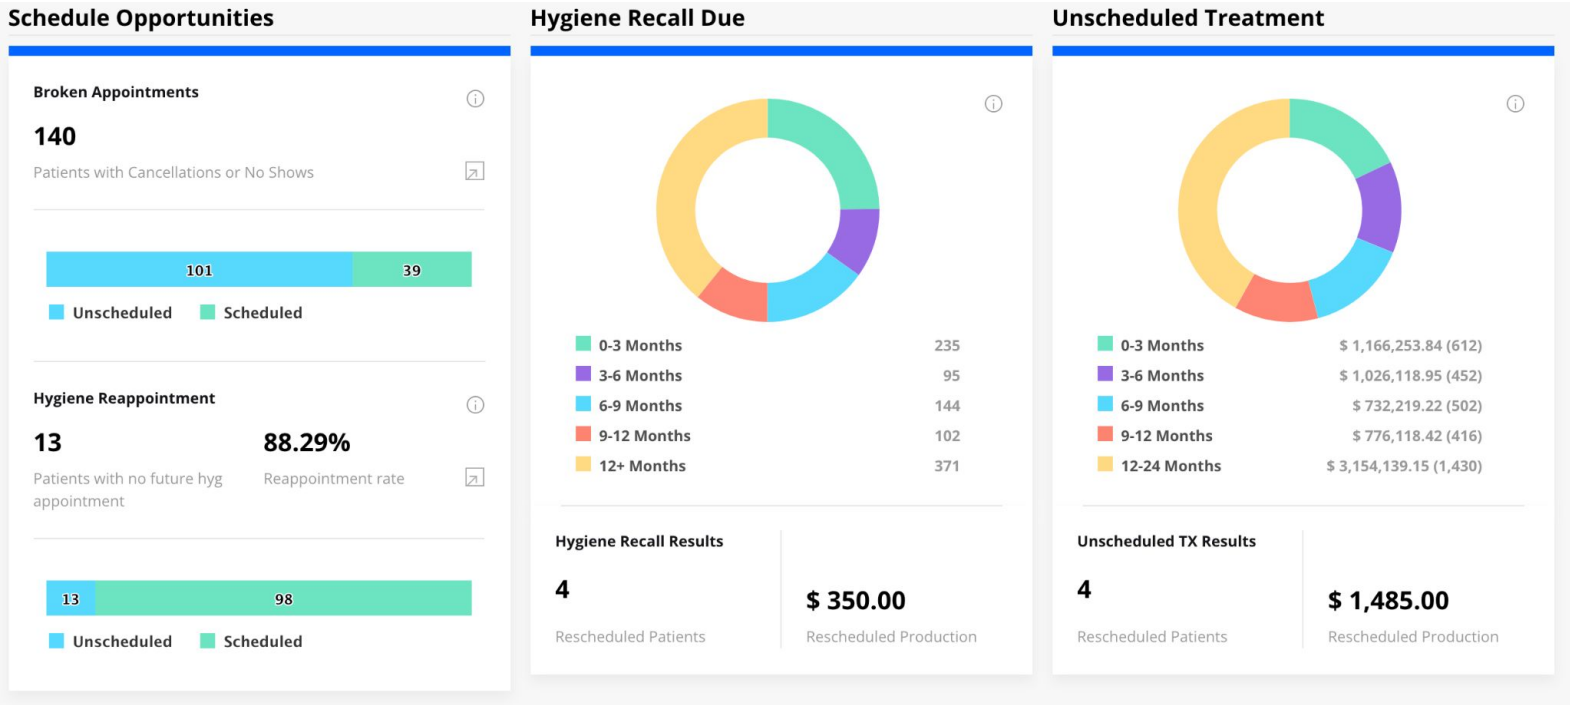 Schedule Opportunities
Broken Appointments
140
Patients with Cancellations or No Shows
101 39
Unscheduled Scheduled
Hygiene Reappointment
13 88.29%
Patients with no future hyg appointment
Reappointment rate
13 98
Unscheduled Scheduled
Hygiene Recall Due
0-3 Months 235
3-6 Months 95
6-9 Months 144
9-12 Months 102
12+ Months 371
Hygiene Recall Results
4
Rescheduled Patients
$ 350.00
Rescheduled Production
Unscheduled Treatment
0-3 Months $ 1,166,253.84 (612)
3-6 Months $ 1,026,118.95 (452)
6-9 Months $ 732,219.22 (502)
9-12 Months $ 776,118.42 (416)
12-24 Months $ 3,154,139.15 (1,430)
Unscheduled TX Results
4
Rescheduled Patients
$ 1,485.00
Rescheduled Production